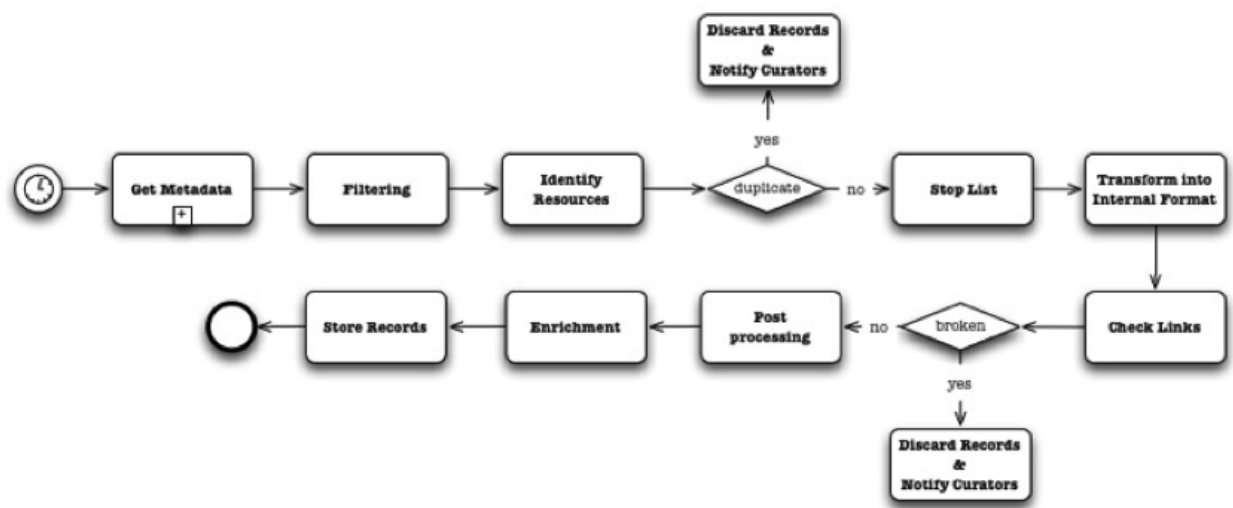 Discard Records
&
Notify Curators
yes
Get Metadata
+
Filtering
Identify
Resources
duplicate
no
Stop List
Transform into
Internal Format
Store Records
Enrichment
Post
processing
no
broken
Check Links
yes
Discard Records
&
Notify Curators